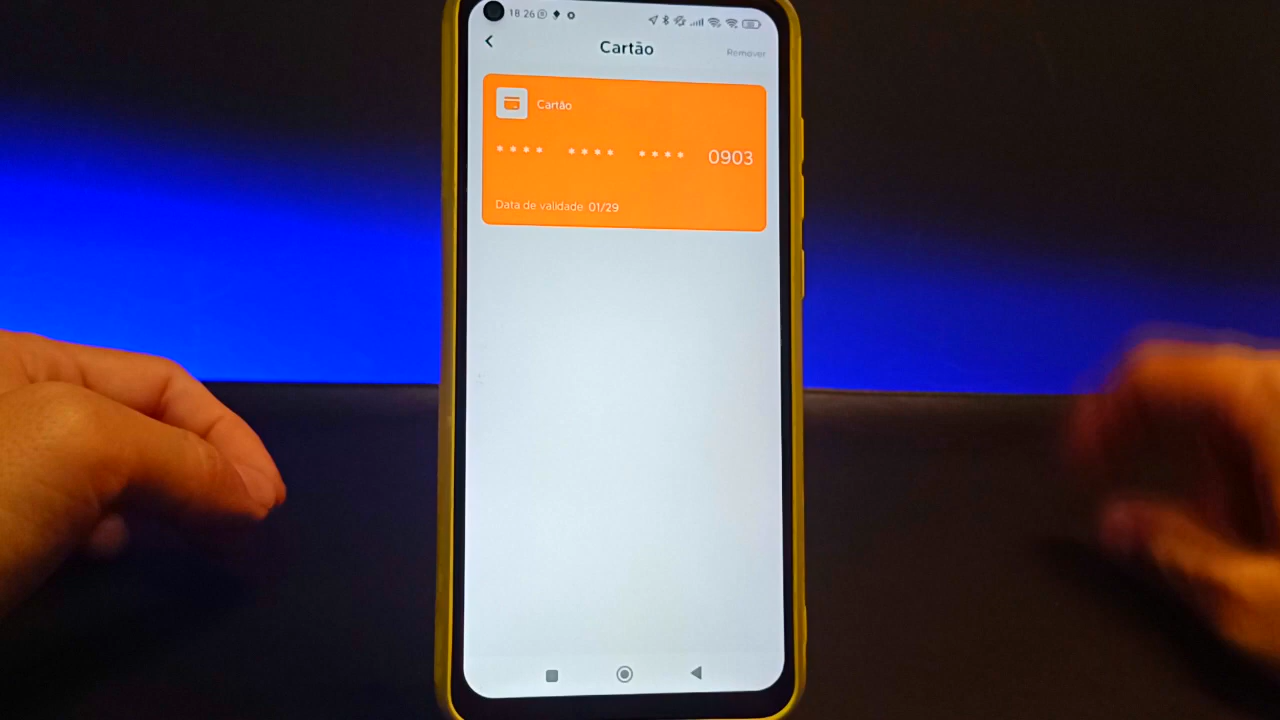 18:26
Cartão
Remover
Cartão
**** **** **** 0903
Data de validade 01/29